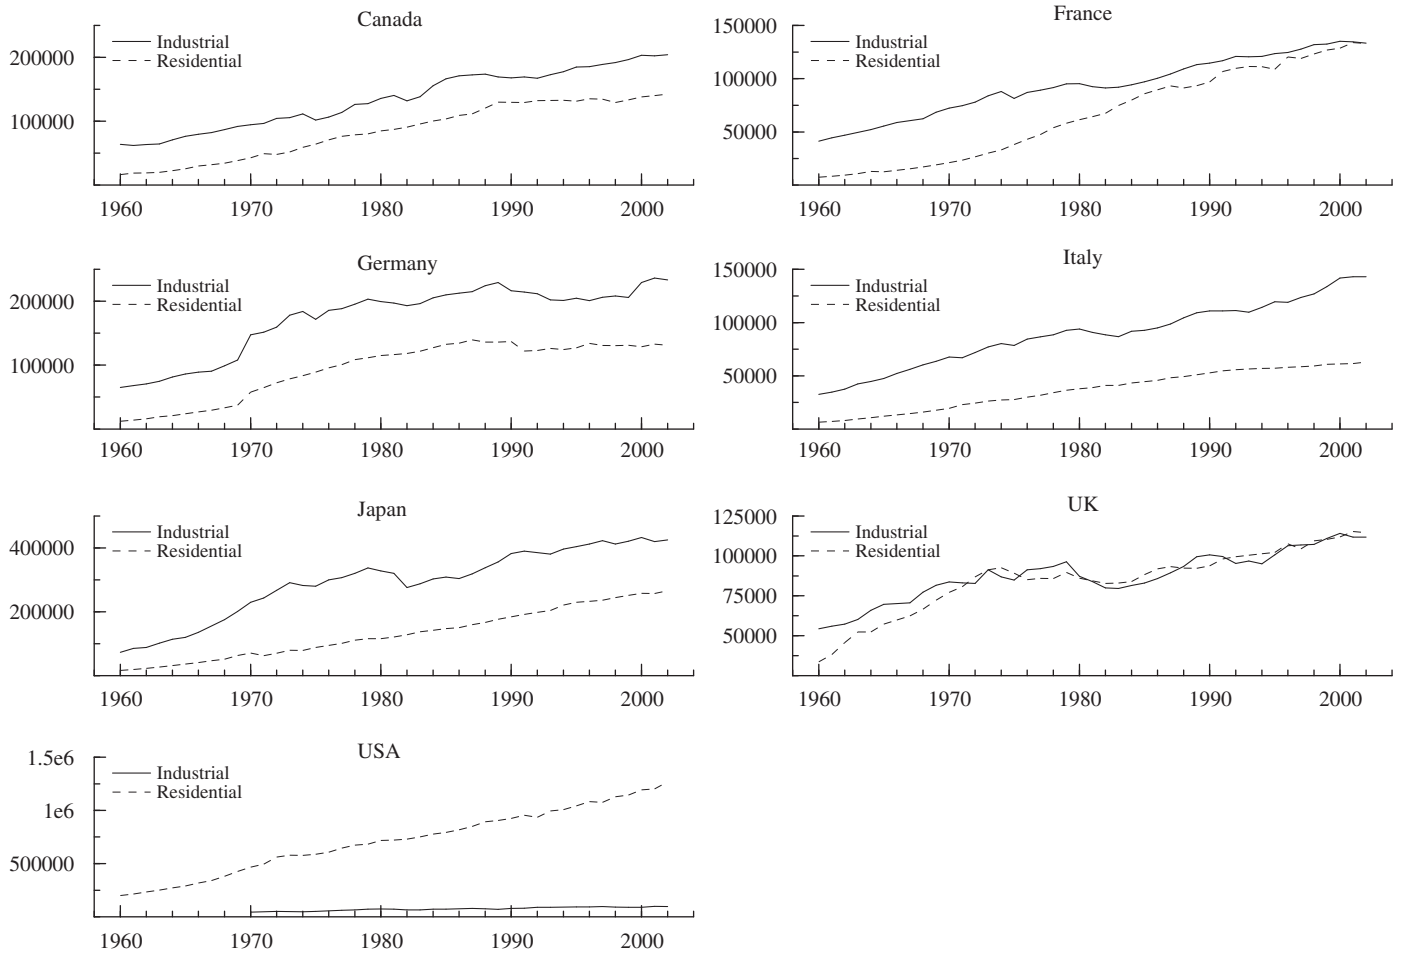 Canada
Industrial
Residential
200000
100000
1960 1970 1980 1990 2000
France
150000
Industrial
Residential
100000
50000
1960 1970 1980 1990 2000
Germany
Industrial
200000
Residential
100000
1960 1970 1980 1990 2000
Italy
150000
Industrial
Residential
100000
50000
1960 1970 1980 1990 2000
Japan
Industrial
400000
Residential
200000
1960 1970 1980 1990 2000
UK
125000
Industrial
Residential
100000
75000
50000
1960 1970 1980 1990 2000
USA
1.5e6
Industrial
Residential
1e6
500000
1960 1970 1980 1990 2000